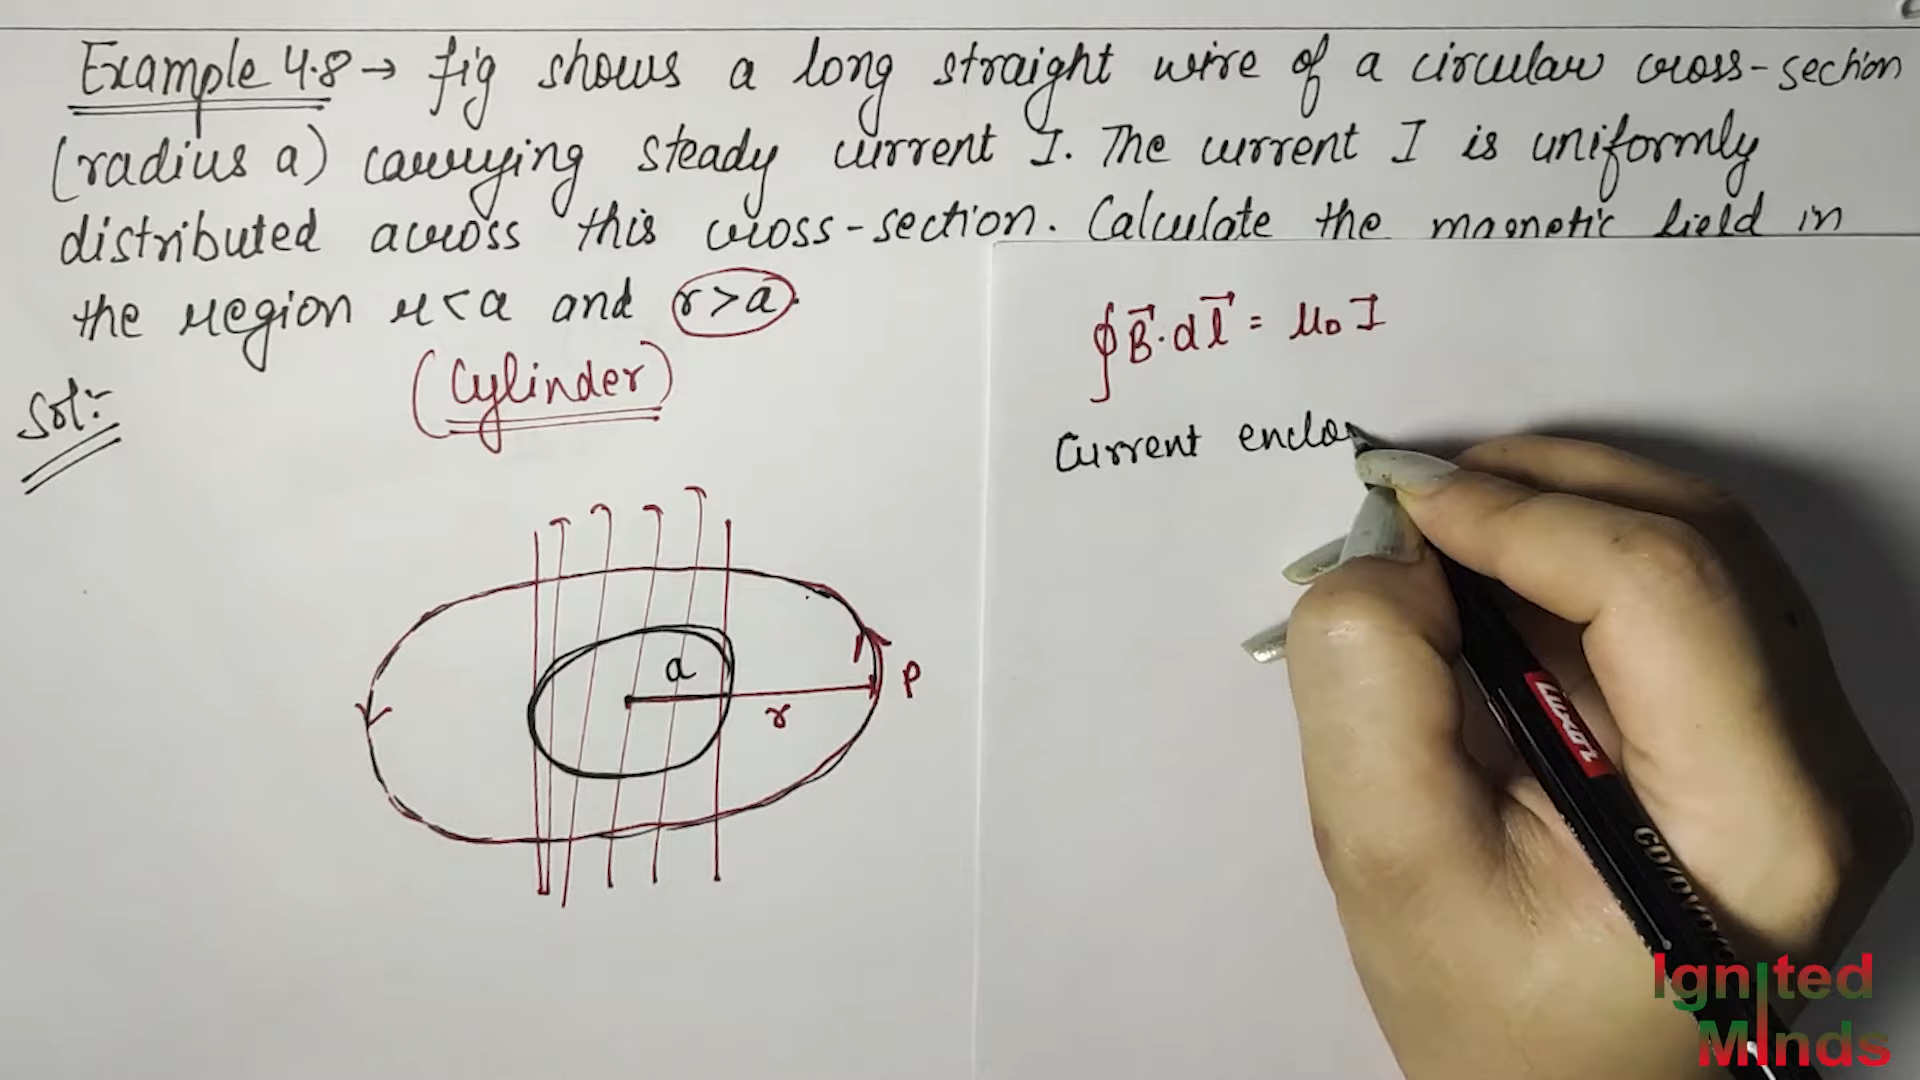 Example 4.8 → fig shows a long straight wire of a circular cross-section
(radius a) carrying steady current I. The current I is uniformly
distributed across this cross-section. Calculate the magnetic field in
the region r < a and r > a.
(Cylinder)
Sol:-
a
r
P
∮B⃗·dl⃗ = μ₀ I
Current enclo
LUXOR
Ignited
Minds